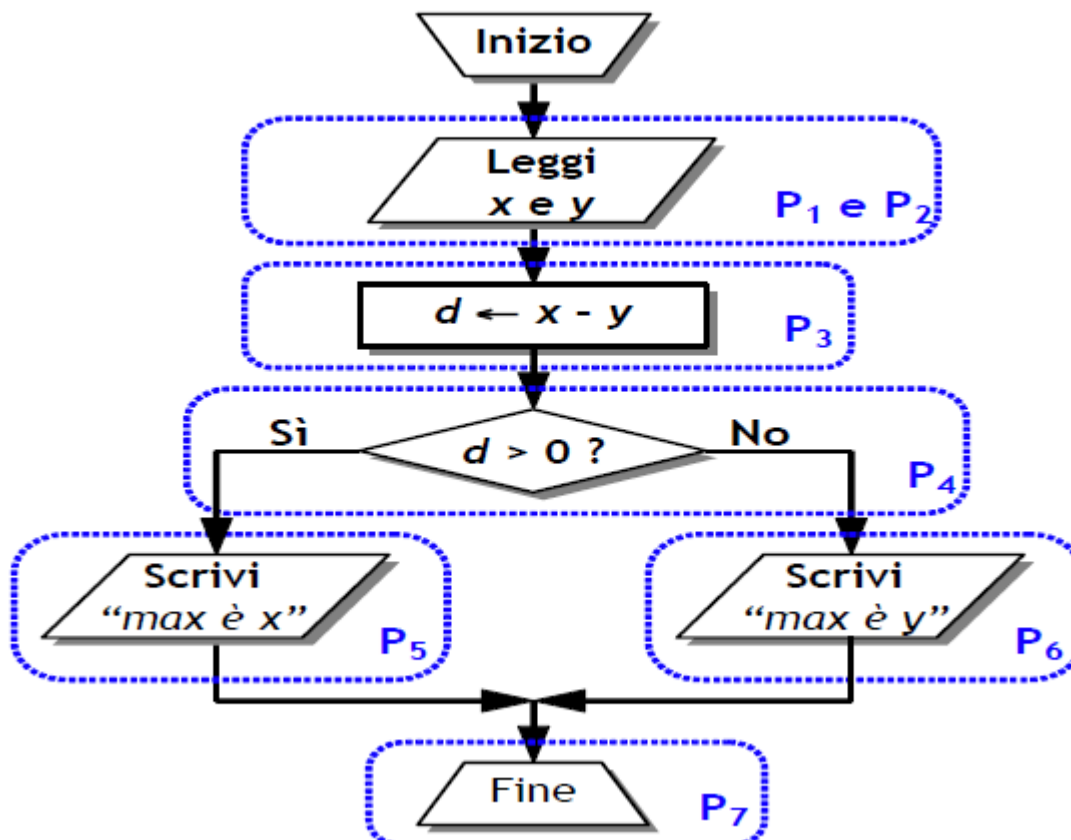 Inizio
Leggi
x e y
P₁ e P₂
d ← x - y
P₃
Sì
d > 0 ?
No
P₄
Scrivi
“max è x”
P₅
Scrivi
“max è y”
P₆
Fine
P₇